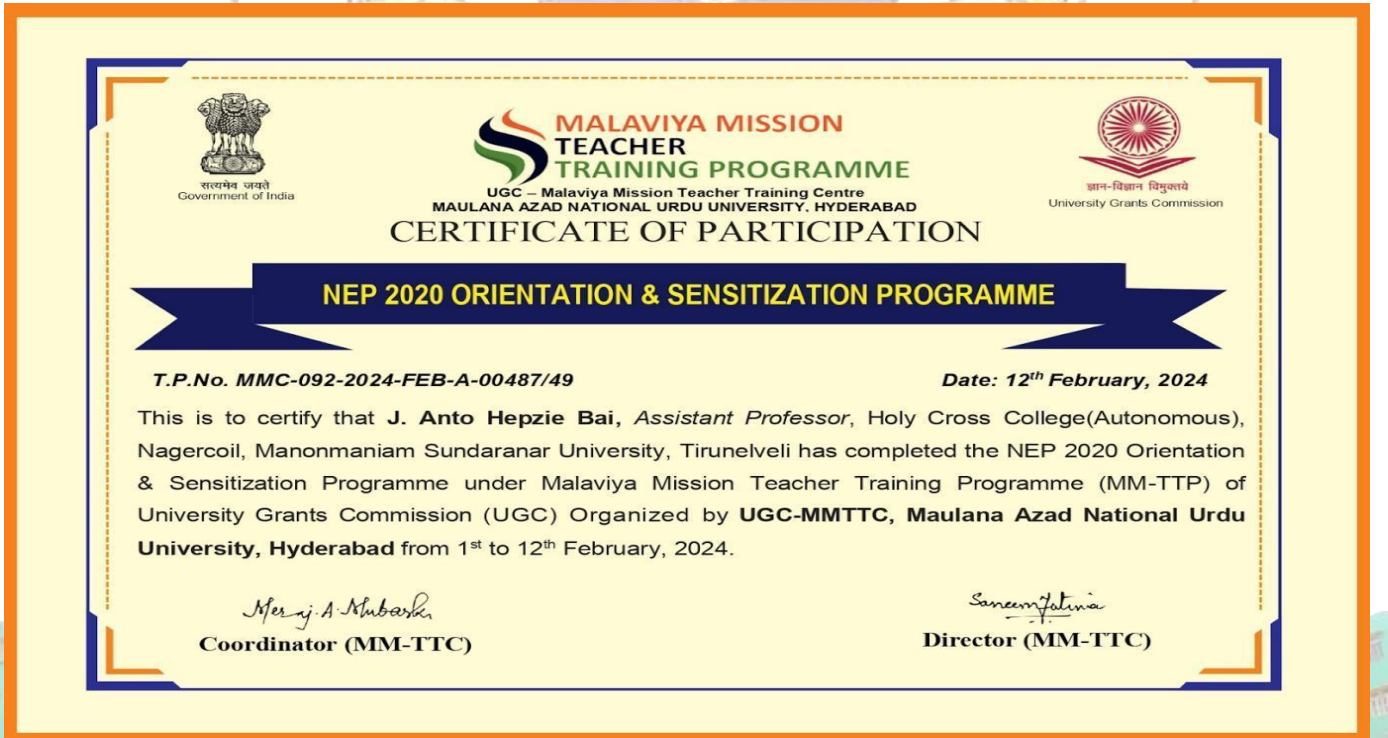 सत्यमेव जयते
Government of India
MALAVIYA MISSION
TEACHER
TRAINING PROGRAMME
UGC – Malaviya Mission Teacher Training Centre
MAULANA AZAD NATIONAL URDU UNIVERSITY, HYDERABAD
ज्ञान-विज्ञान विमुक्तये
University Grants Commission
CERTIFICATE OF PARTICIPATION
NEP 2020 ORIENTATION & SENSITIZATION PROGRAMME
T.P.No. MMC-092-2024-FEB-A-00487/49
Date: 12th February, 2024
This is to certify that J. Anto Hepzie Bai, Assistant Professor, Holy Cross College(Autonomous),
Nagercoil, Manonmaniam Sundaranar University, Tirunelveli has completed the NEP 2020 Orientation
& Sensitization Programme under Malaviya Mission Teacher Training Programme (MM-TTP) of
University Grants Commission (UGC) Organized by UGC-MMTTC, Maulana Azad National Urdu
University, Hyderabad from 1st to 12th February, 2024.
Coordinator (MM-TTC)
Director (MM-TTC)